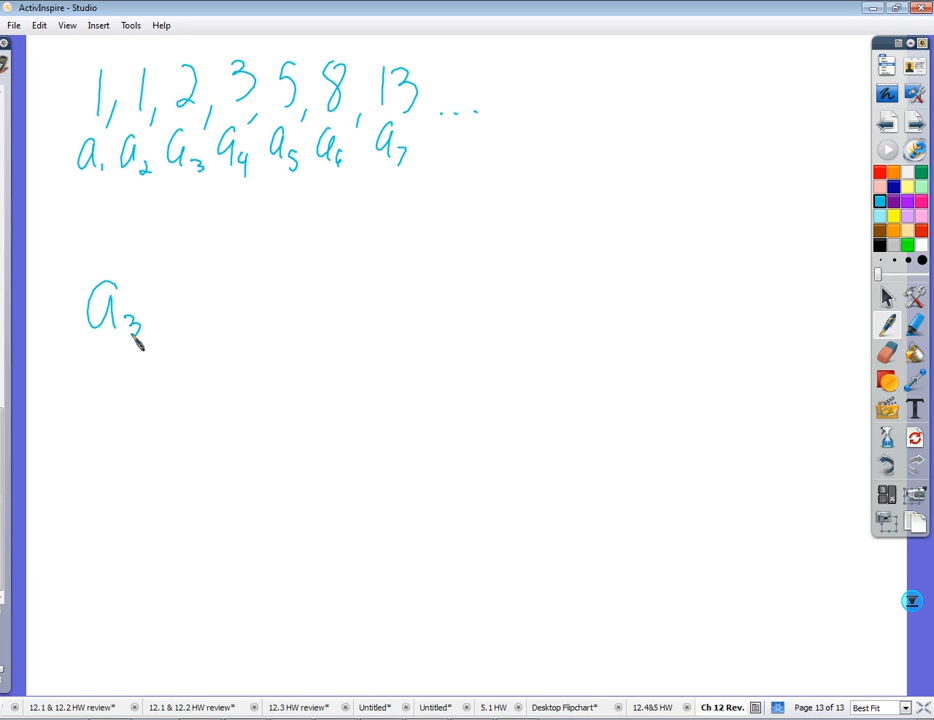 ActivInspire - Studio
File Edit View Insert Tools Help
1, 1, 2, 3, 5, 8, 13 ...
a₁ a₂ a₃ a₄ a₅ a₆ a₇
a₃
12.1 & 12.2 HW review* 12.1 & 12.2 HW review* 12.3 HW review* Untitled* Untitled* 5.1 HW Desktop Flipchart* 12.4&5 HW Ch 12 Rev. Page 13 of 13 Best Fit